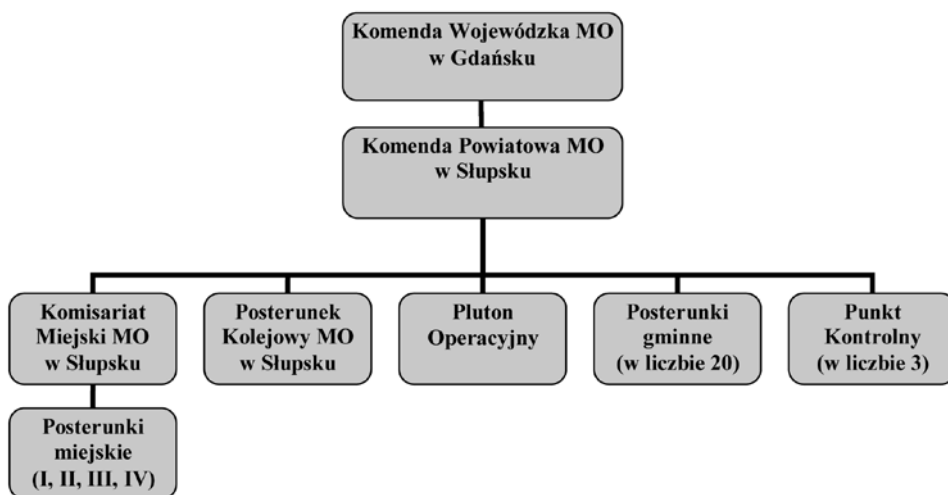 Komenda Wojewódzka MO
w Gdańsku
Komenda Powiatowa MO
w Słupsku
Komisariat
Miejski MO
w Słupsku
Posterunek
Kolejowy MO
w Słupsku
Pluton
Operacyjny
Posterunki
gminne
(w liczbie 20)
Punkt
Kontrolny
(w liczbie 3)
Posterunki
miejskie
(I, II, III, IV)